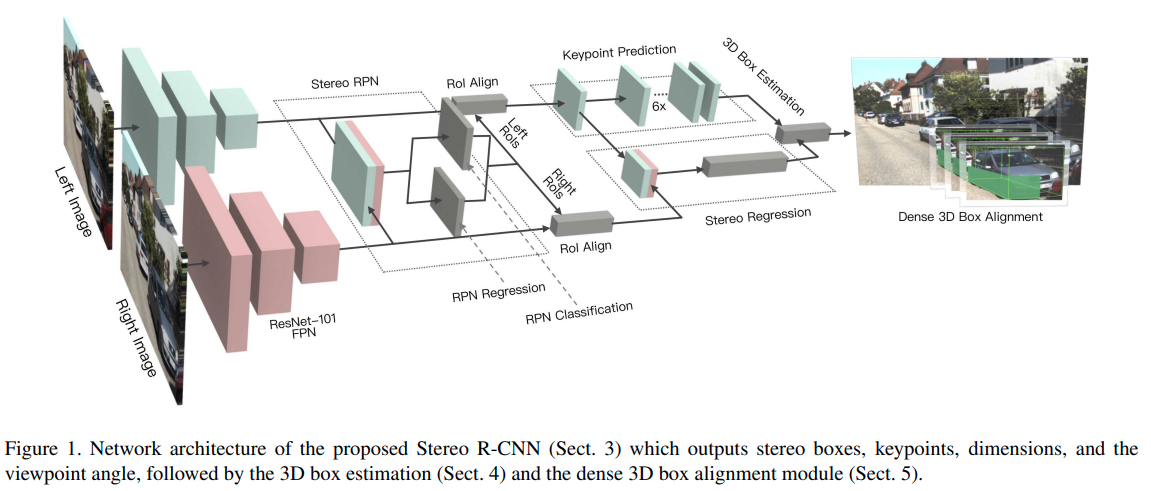 Left Image
Right Image
ResNet-101
FPN
Stereo RPN
RoI Align
Left
RoIs
Right
RoIs
RoI Align
RPN Regression
RPN Classification
Keypoint Prediction
6x
3D Box Estimation
Stereo Regression
Dense 3D Box Alignment
Figure 1. Network architecture of the proposed Stereo R-CNN (Sect. 3) which outputs stereo boxes, keypoints, dimensions, and the
viewpoint angle, followed by the 3D box estimation (Sect. 4) and the dense 3D box alignment module (Sect. 5).